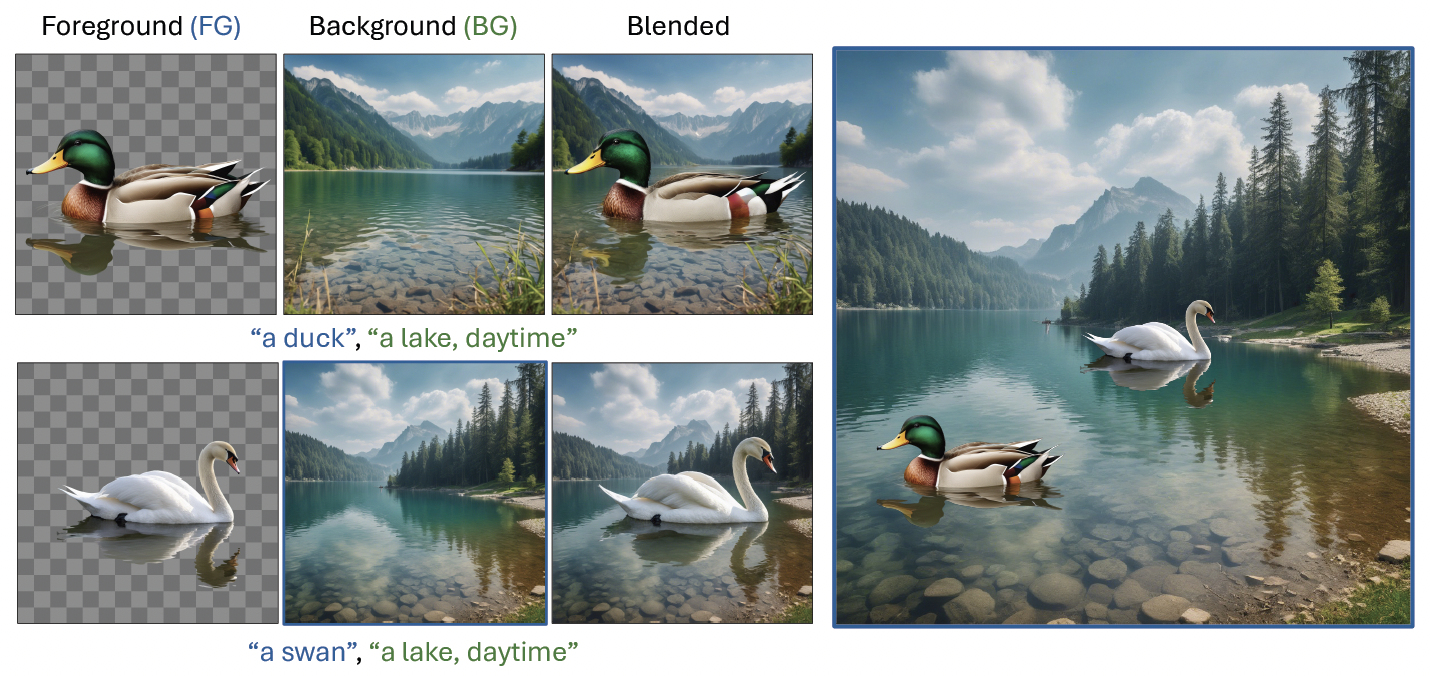 Foreground (FG)
Background (BG)
Blended
“a duck”, “a lake, daytime”
“a swan”, “a lake, daytime”